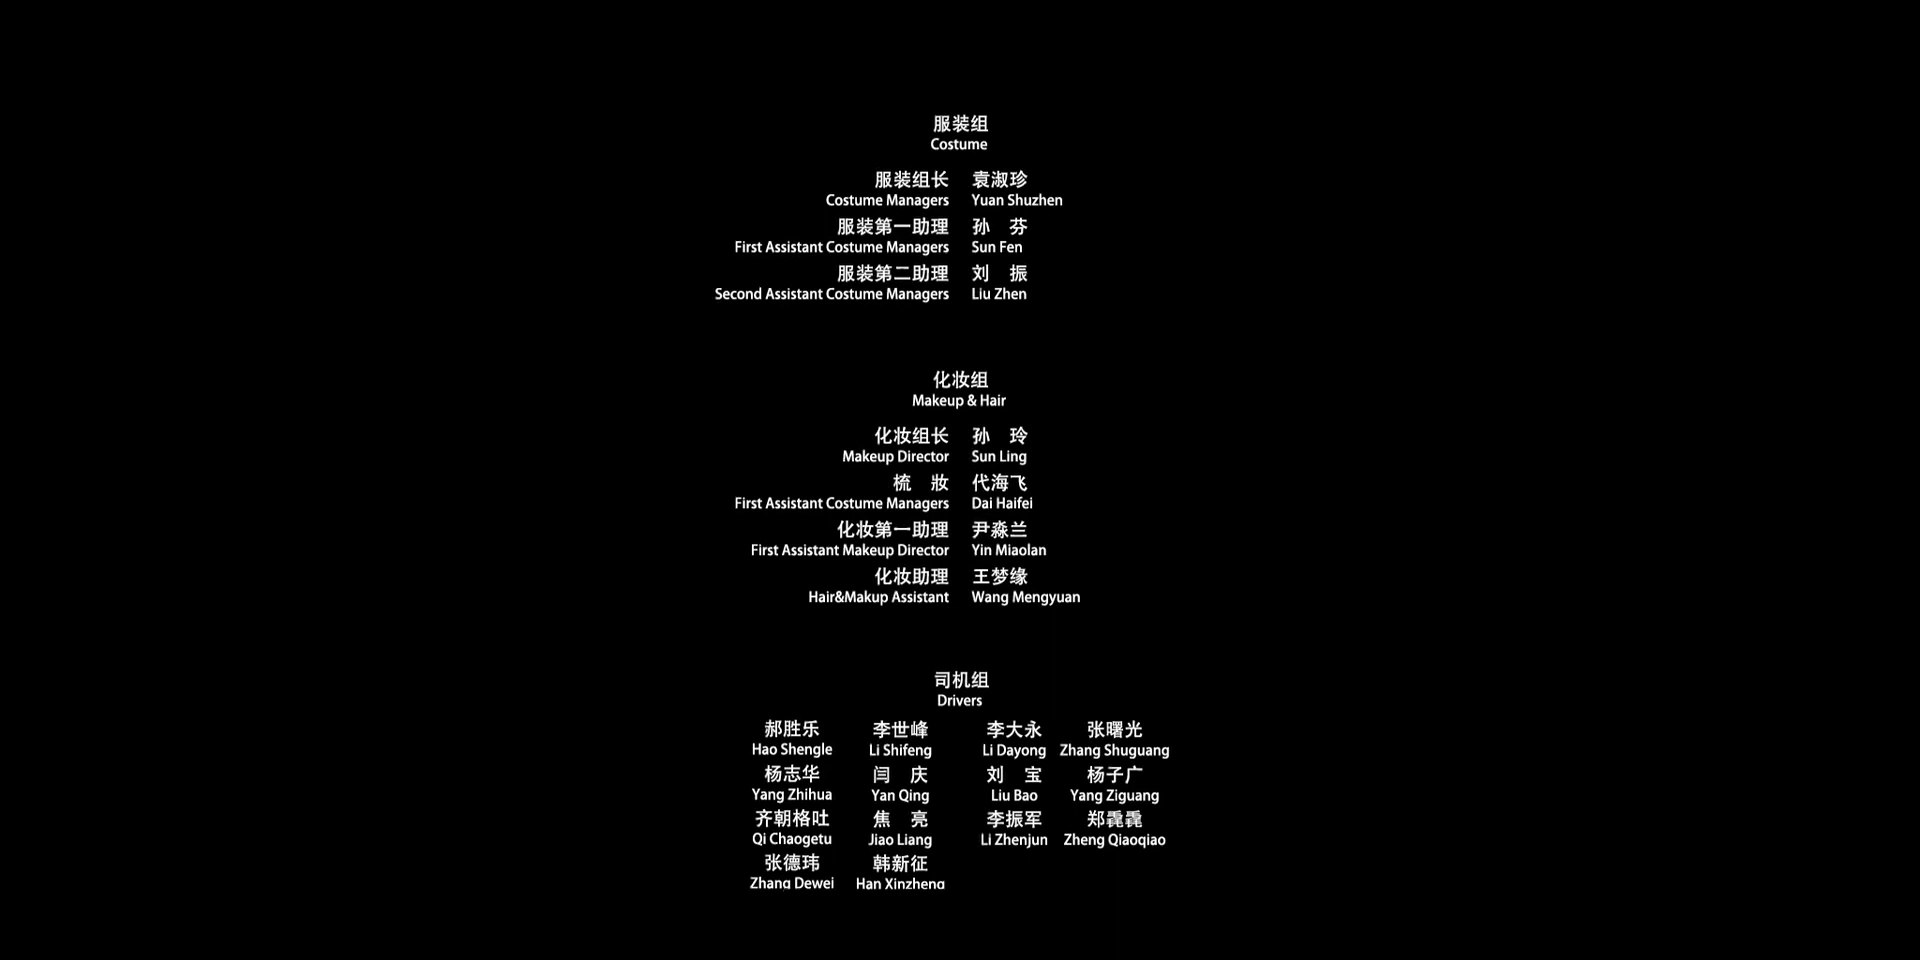 服装组
Costume
服装组长 袁淑珍
Costume Managers Yuan Shuzhen
服装第一助理 孙 芬
First Assistant Costume Managers Sun Fen
服装第二助理 刘 振
Second Assistant Costume Managers Liu Zhen
化妆组
Makeup & Hair
化妆组长 孙 玲
Makeup Director Sun Ling
梳 妝 代海飞
First Assistant Costume Managers Dai Haifei
化妆第一助理 尹淼兰
First Assistant Makeup Director Yin Miaolan
化妆助理 王梦缘
Hair&Makup Assistant Wang Mengyuan
司机组
Drivers
郝胜乐 李世峰 李大永 张曙光
Hao Shengle Li Shifeng Li Dayong Zhang Shuguang
杨志华 闫 庆 刘 宝 杨子广
Yang Zhihua Yan Qing Liu Bao Yang Ziguang
齐朝格吐 焦 亮 李振军 郑毳毳
Qi Chaogetu Jiao Liang Li Zhenjun Zheng Qiaoqiao
张德玮 韩新征
Zhang Dewei Han Xinzheng